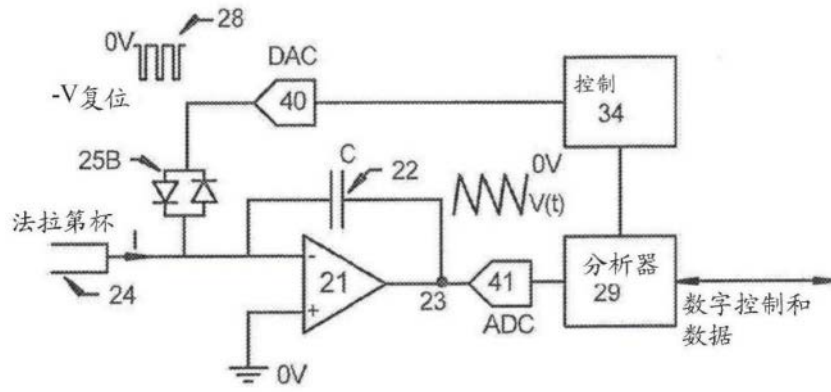 28
0V
DAC
-V复位
40
控制
34
25B
C
22
0V
V(t)
法拉第杯
I
-
21
+
24
23
41
ADC
分析器
29
数字控制和
数据
0V